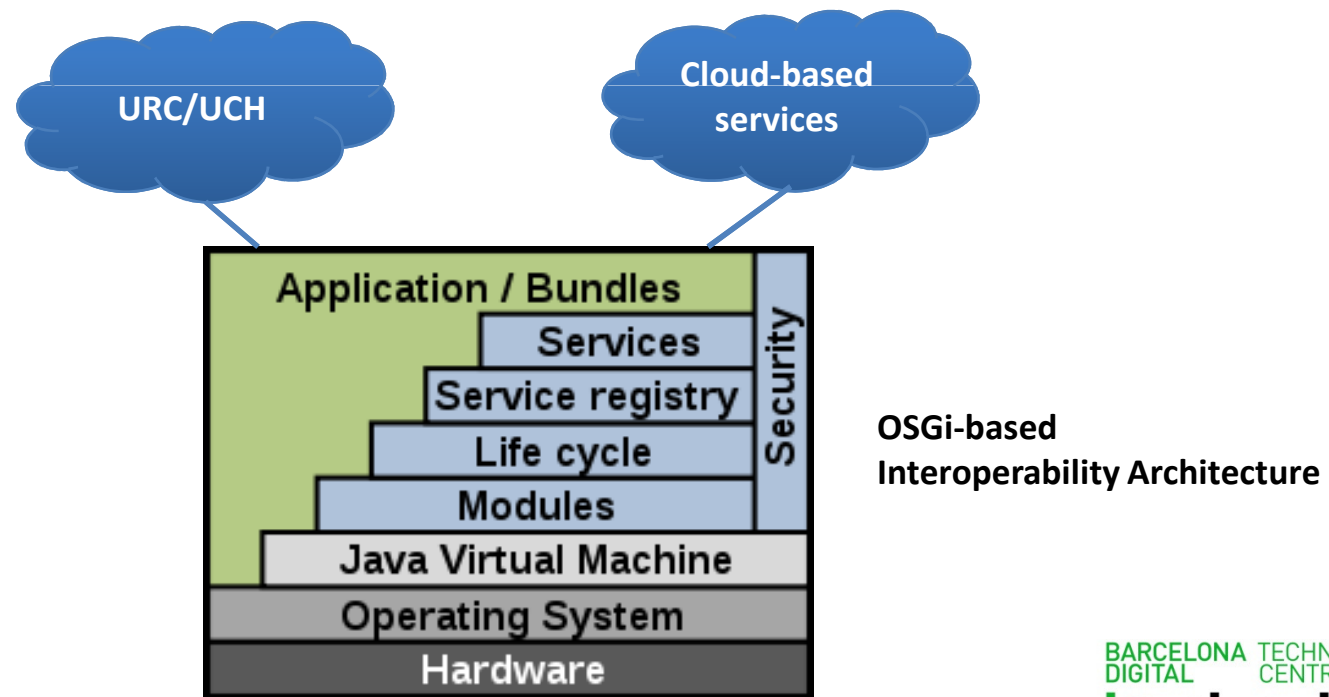 URC/UCH
Cloud-based
services
Application / Bundles
Services
Service registry
Life cycle
Modules
Security
Java Virtual Machine
Operating System
Hardware
OSGi-based
Interoperability Architecture
BARCELONA
DIGITAL